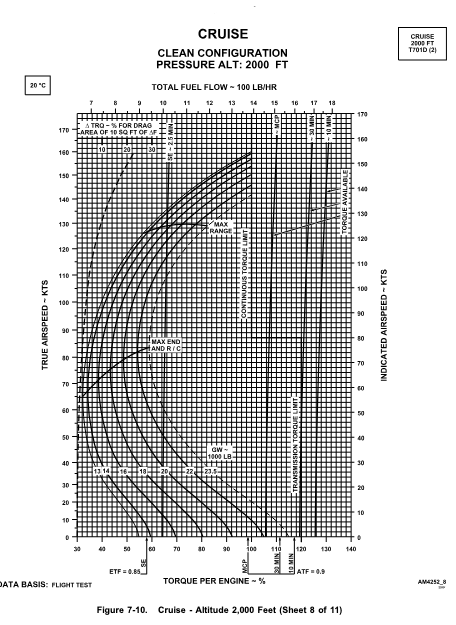 CRUISE
CLEAN CONFIGURATION
PRESSURE ALT: 2000 FT
CRUISE
2000 FT
T701D (2)
20 °C
TOTAL FUEL FLOW ~ 100 LB/HR
7 8 9 10 11 12 13 14 15 16 17 18
Δ TRQ ~ % FOR DRAG
AREA OF 10 SQ FT OF ΔF
10 20 30
SE ~ 2.5 MIN
~ MCP
~ 30 MIN
~ 10 MIN
TORQUE AVAILABLE
CONTINUOUS TORQUE LIMIT
TRANSMISSION TORQUE LIMIT
MAX
RANGE
MAX END
AND R / C
GW ~
1000 LB
13 14 16 18 20 22 23.5
TRUE AIRSPEED ~ KTS
170
160
150
140
130
120
110
100
90
80
70
60
50
40
30
20
10
0
INDICATED AIRSPEED ~ KTS
170
160
150
140
130
120
110
100
90
80
70
60
50
40
30
20
10
0
30 40 50 60 70 80 90 100 110 120 130 140
ETF = 0.85
SE
MCP
30 MIN
10 MIN
ATF = 0.9
TORQUE PER ENGINE ~ %
DATA BASIS: FLIGHT TEST
AM4252_8
Figure 7-10. Cruise - Altitude 2,000 Feet (Sheet 8 of 11)